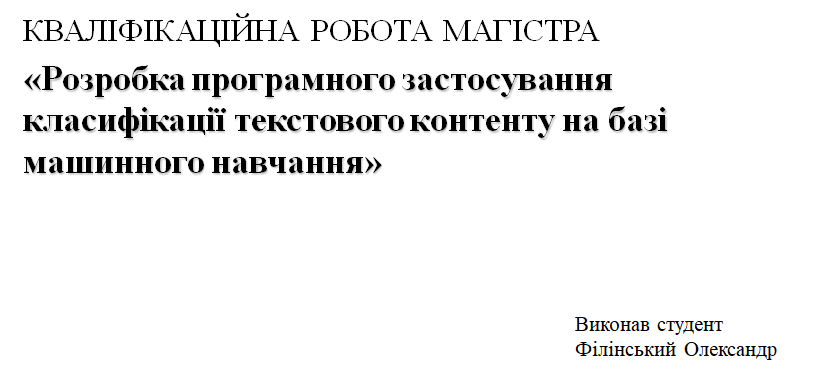 КВАЛІФІКАЦІЙНА РОБОТА МАГІСТРА
«Розробка програмного застосування
класифікації текстового контенту на базі
машинного навчання»
Виконав студент
Філінський Олександр